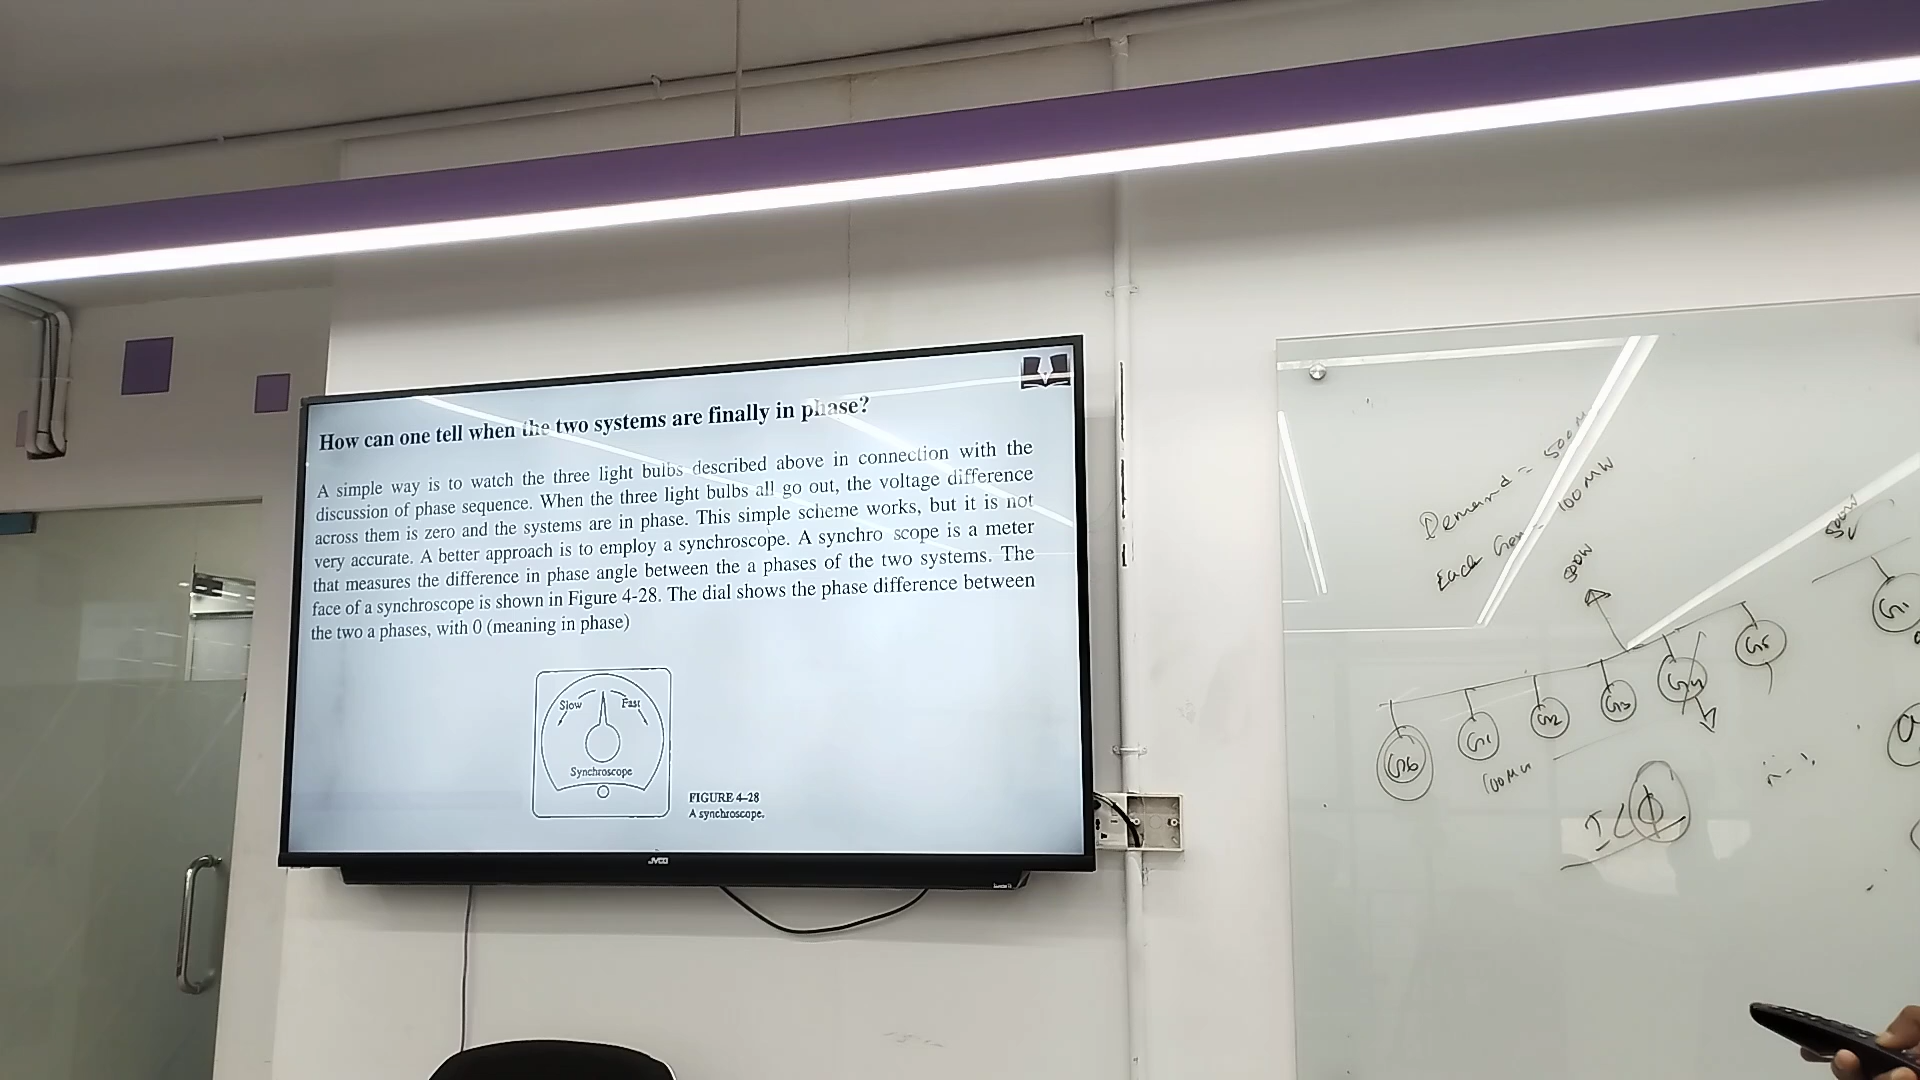 How can one tell when the two systems are finally in phase?
A simple way is to watch the three light bulbs described above in connection with the
discussion of phase sequence. When the three light bulbs all go out, the voltage difference
across them is zero and the systems are in phase. This simple scheme works, but it is not
very accurate. A better approach is to employ a synchroscope. A synchro scope is a meter
that measures the difference in phase angle between the a phases of the two systems. The
face of a synchroscope is shown in Figure 4-28. The dial shows the phase difference between
the two a phases, with 0 (meaning in phase)
Slow Fast
Synchroscope
FIGURE 4–28
A synchroscope.
JVCO
Demand = 500 M
Each Gen = 100 MW
G6 G1 G2 G3 G4 G5
100 MW
I∠ϕ
G1